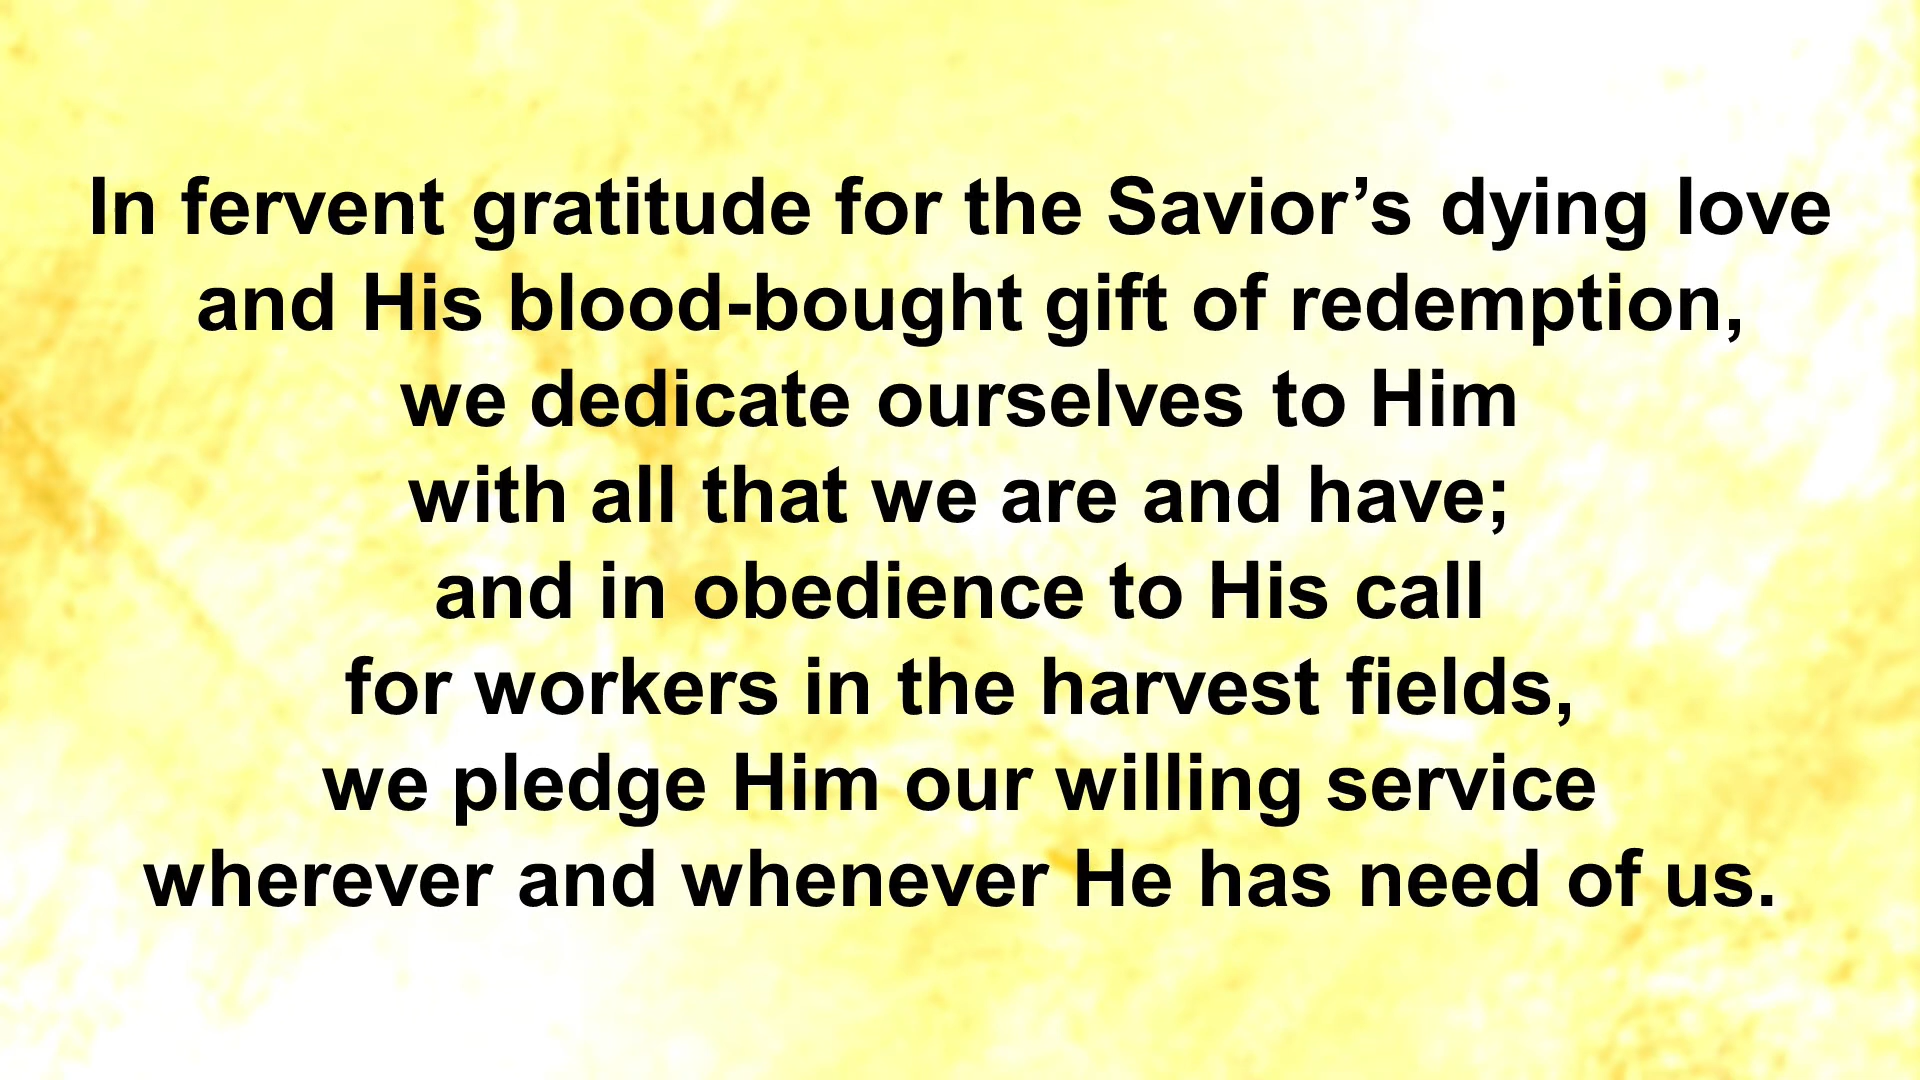 In fervent gratitude for the Savior’s dying love
and His blood-bought gift of redemption,
we dedicate ourselves to Him
with all that we are and have;
and in obedience to His call
for workers in the harvest fields,
we pledge Him our willing service
wherever and whenever He has need of us.